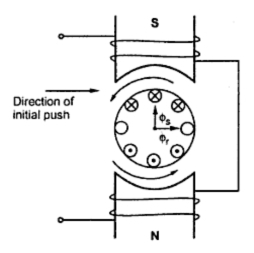 S
Direction of
initial push
ϕs
ϕr
N